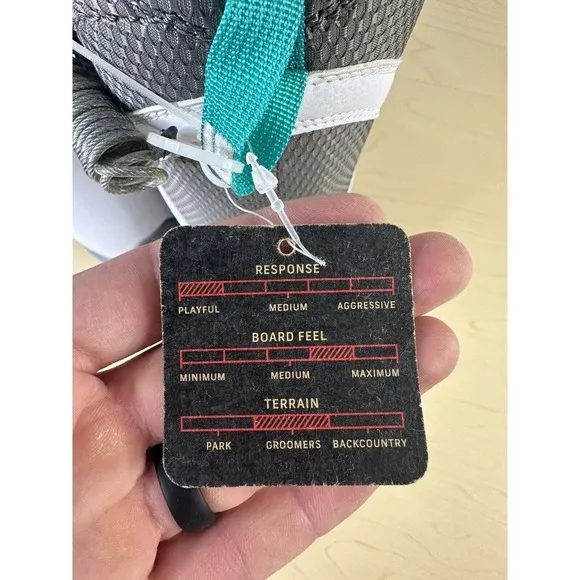 RESPONSE
PLAYFUL MEDIUM AGGRESSIVE
BOARD FEEL
MINIMUM MEDIUM MAXIMUM
TERRAIN
PARK GROOMERS BACKCOUNTRY